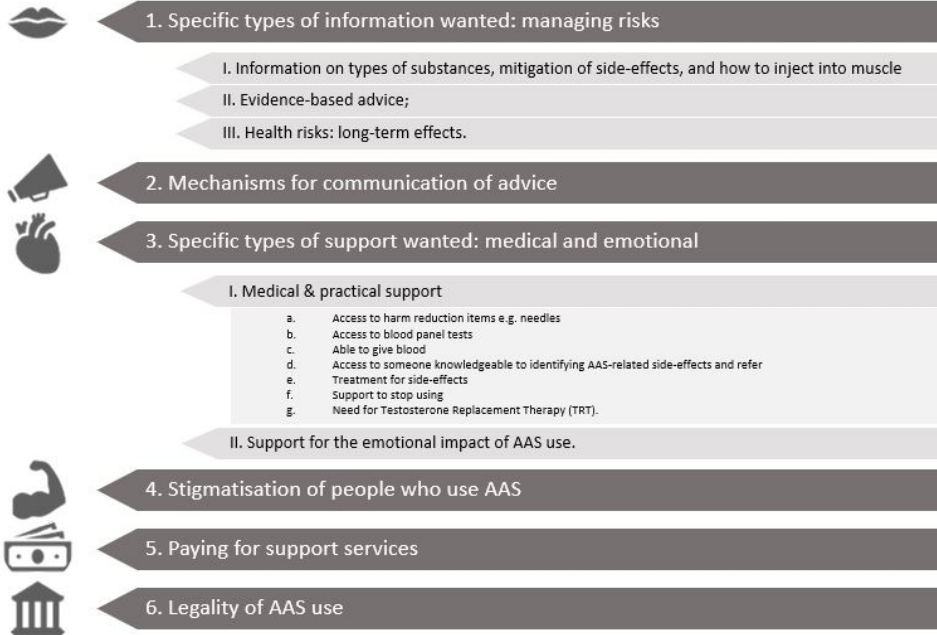 1. Specific types of information wanted: managing risks
I. Information on types of substances, mitigation of side-effects, and how to inject into muscle
II. Evidence-based advice;
III. Health risks: long-term effects.
2. Mechanisms for communication of advice
3. Specific types of support wanted: medical and emotional
I. Medical & practical support
a. Access to harm reduction items e.g. needles
b. Access to blood panel tests
c. Able to give blood
d. Access to someone knowledgeable to identifying AAS-related side-effects and refer
e. Treatment for side-effects
f. Support to stop using
g. Need for Testosterone Replacement Therapy (TRT).
II. Support for the emotional impact of AAS use.
4. Stigmatisation of people who use AAS
5. Paying for support services
6. Legality of AAS use